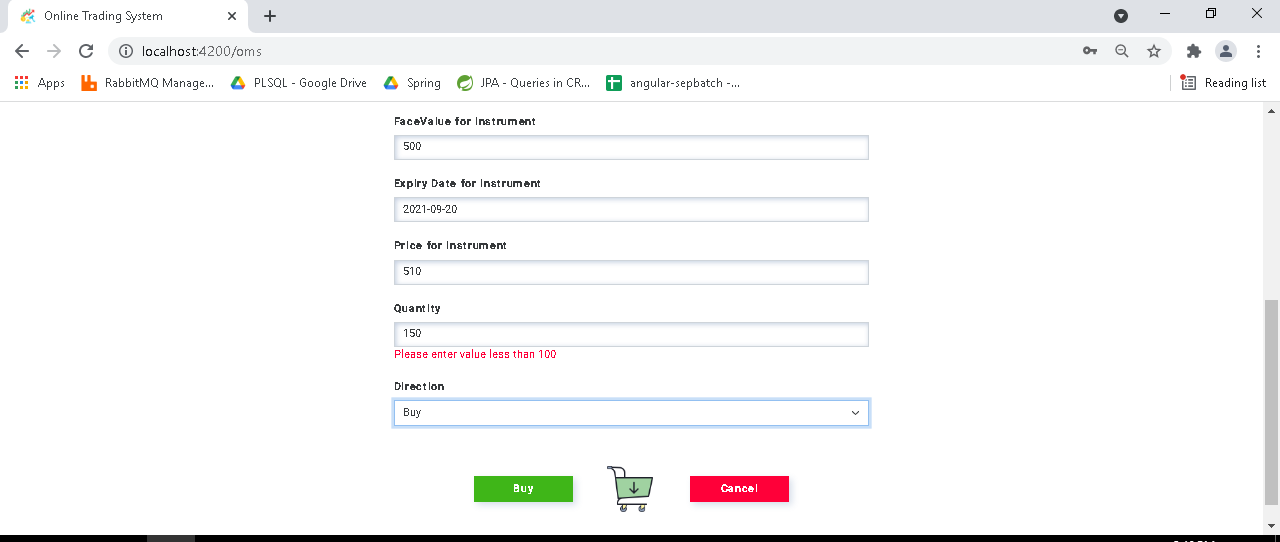 Online Trading System
localhost:4200/oms
Apps RabbitMQ Manage... PLSQL - Google Drive Spring JPA - Queries in CR... angular-sepbatch -... Reading list
FaceValue for Instrument
500
Expiry Date for Instrument
2021-09-20
Price for Instrument
510
Quantity
150
Please enter value less than 100
Direction
Buy
Buy Cancel